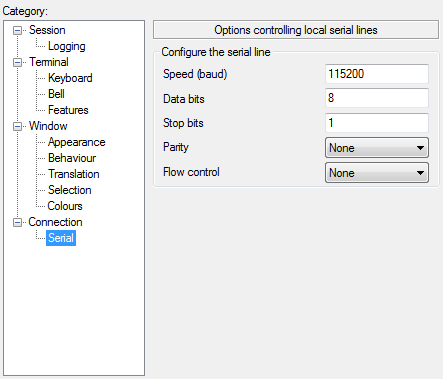 Category:
Session
Logging
Terminal
Keyboard
Bell
Features
Window
Appearance
Behaviour
Translation
Selection
Colours
Connection
Serial
Options controlling local serial lines
Configure the serial line
Speed (baud) 115200
Data bits 8
Stop bits 1
Parity None
Flow control None